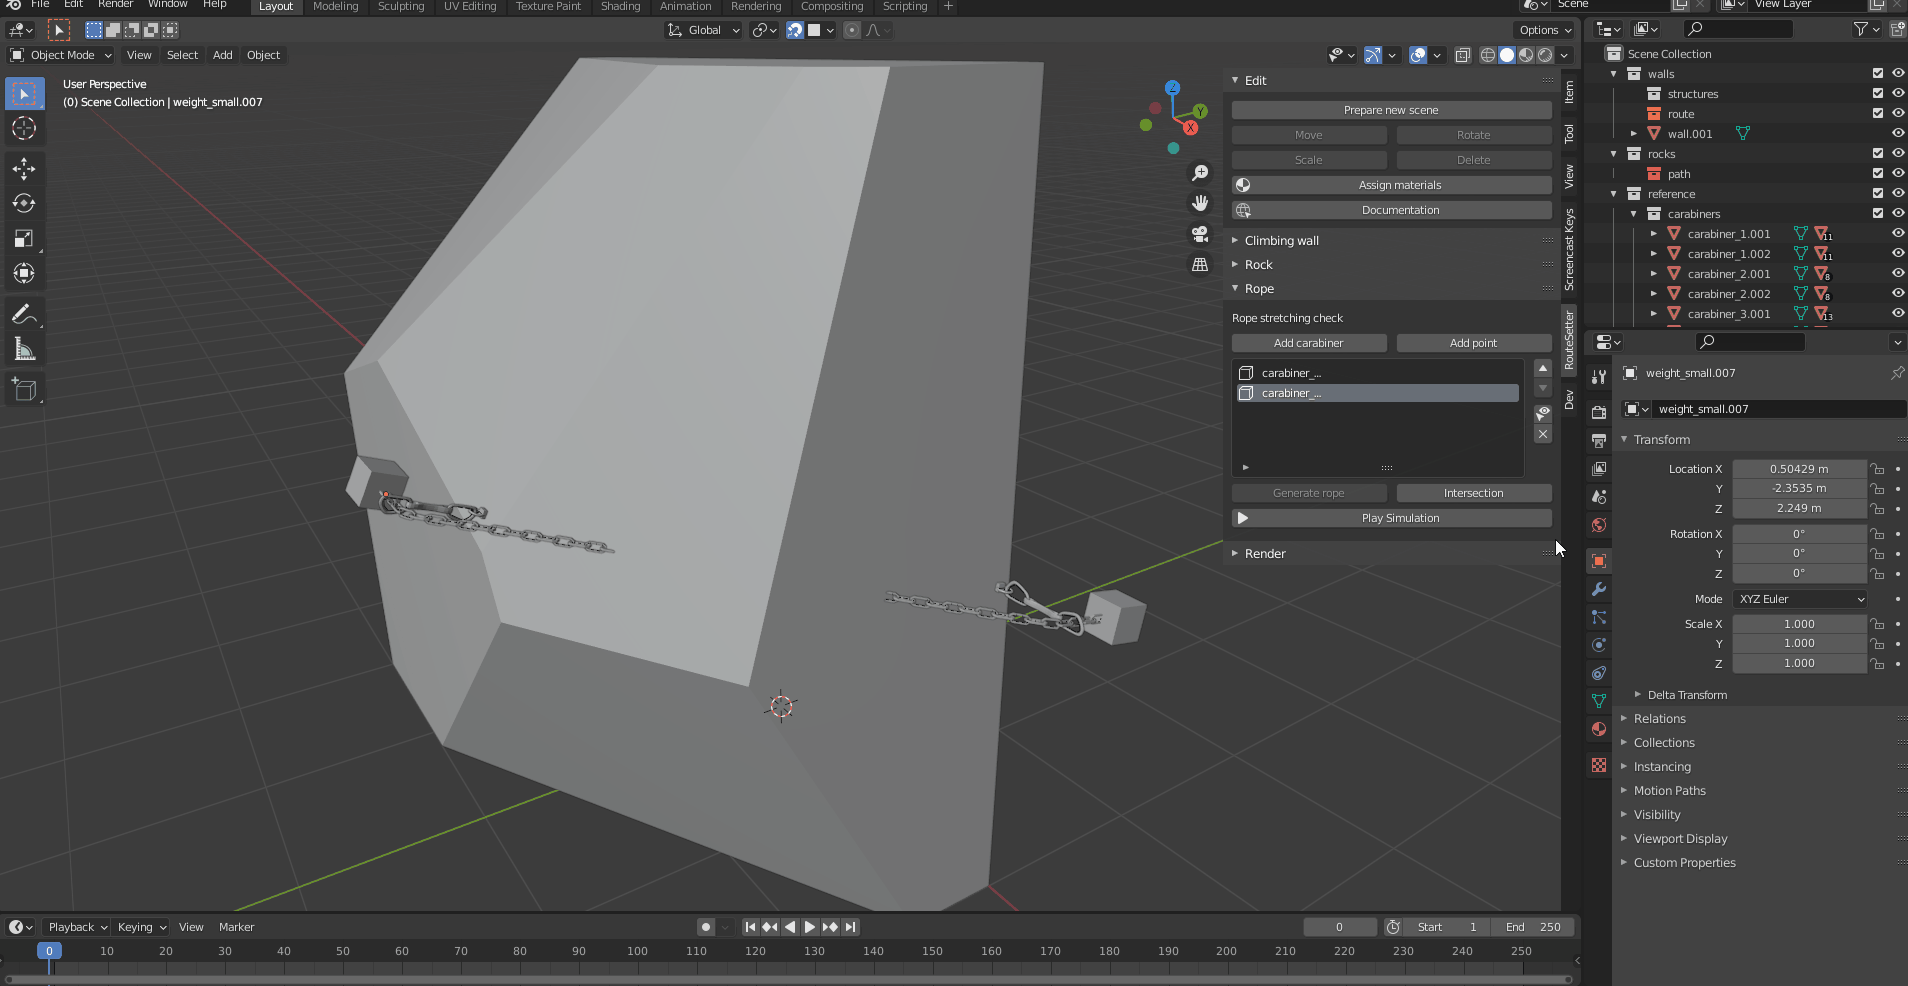 File Edit Render Window Help Layout Modeling Sculpting UV Editing Texture Paint Shading Animation Rendering Compositing Scripting + Scene View Layer
Global Options
Object Mode View Select Add Object
User Perspective
(0) Scene Collection | weight_small.007
Z
Y
X
Edit
Prepare new scene
Move Rotate
Scale Delete
Assign materials
Documentation
Climbing wall
Rock
Rope
Rope stretching check
Add carabiner Add point
carabiner_...
carabiner_...
Generate rope Intersection
Play Simulation
Render
Item
Tool
View
Screencast Keys
RouteSetter
Dev
Scene Collection
walls
structures
route
wall.001
rocks
path
reference
carabiners
carabiner_1.001 11
carabiner_1.002 11
carabiner_2.001 8
carabiner_2.002 8
carabiner_3.001 13
weight_small.007
weight_small.007
Transform
Location X 0.50429 m
Y -2.3535 m
Z 2.249 m
Rotation X 0°
Y 0°
Z 0°
Mode XYZ Euler
Scale X 1.000
Y 1.000
Z 1.000
Delta Transform
Relations
Collections
Instancing
Motion Paths
Visibility
Viewport Display
Custom Properties
Playback Keying View Marker 0 Start 1 End 250
0 10 20 30 40 50 60 70 80 90 100 110 120 130 140 150 160 170 180 190 200 210 220 230 240 250